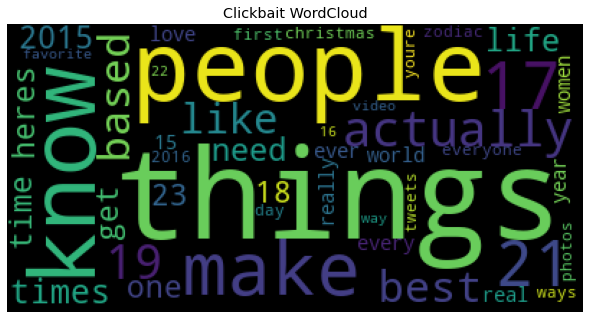 Clickbait WordCloud
2015
favorite
love
first
christmas
zodiac
life
people
youre
22
17
women
know
heres
based
like
video
16
actually
15
2016
need
ever
world
everyone
really
things
time
get
23
18
day
way
tweets
year
photos
19
every
21
make
best
times
one
real
ways